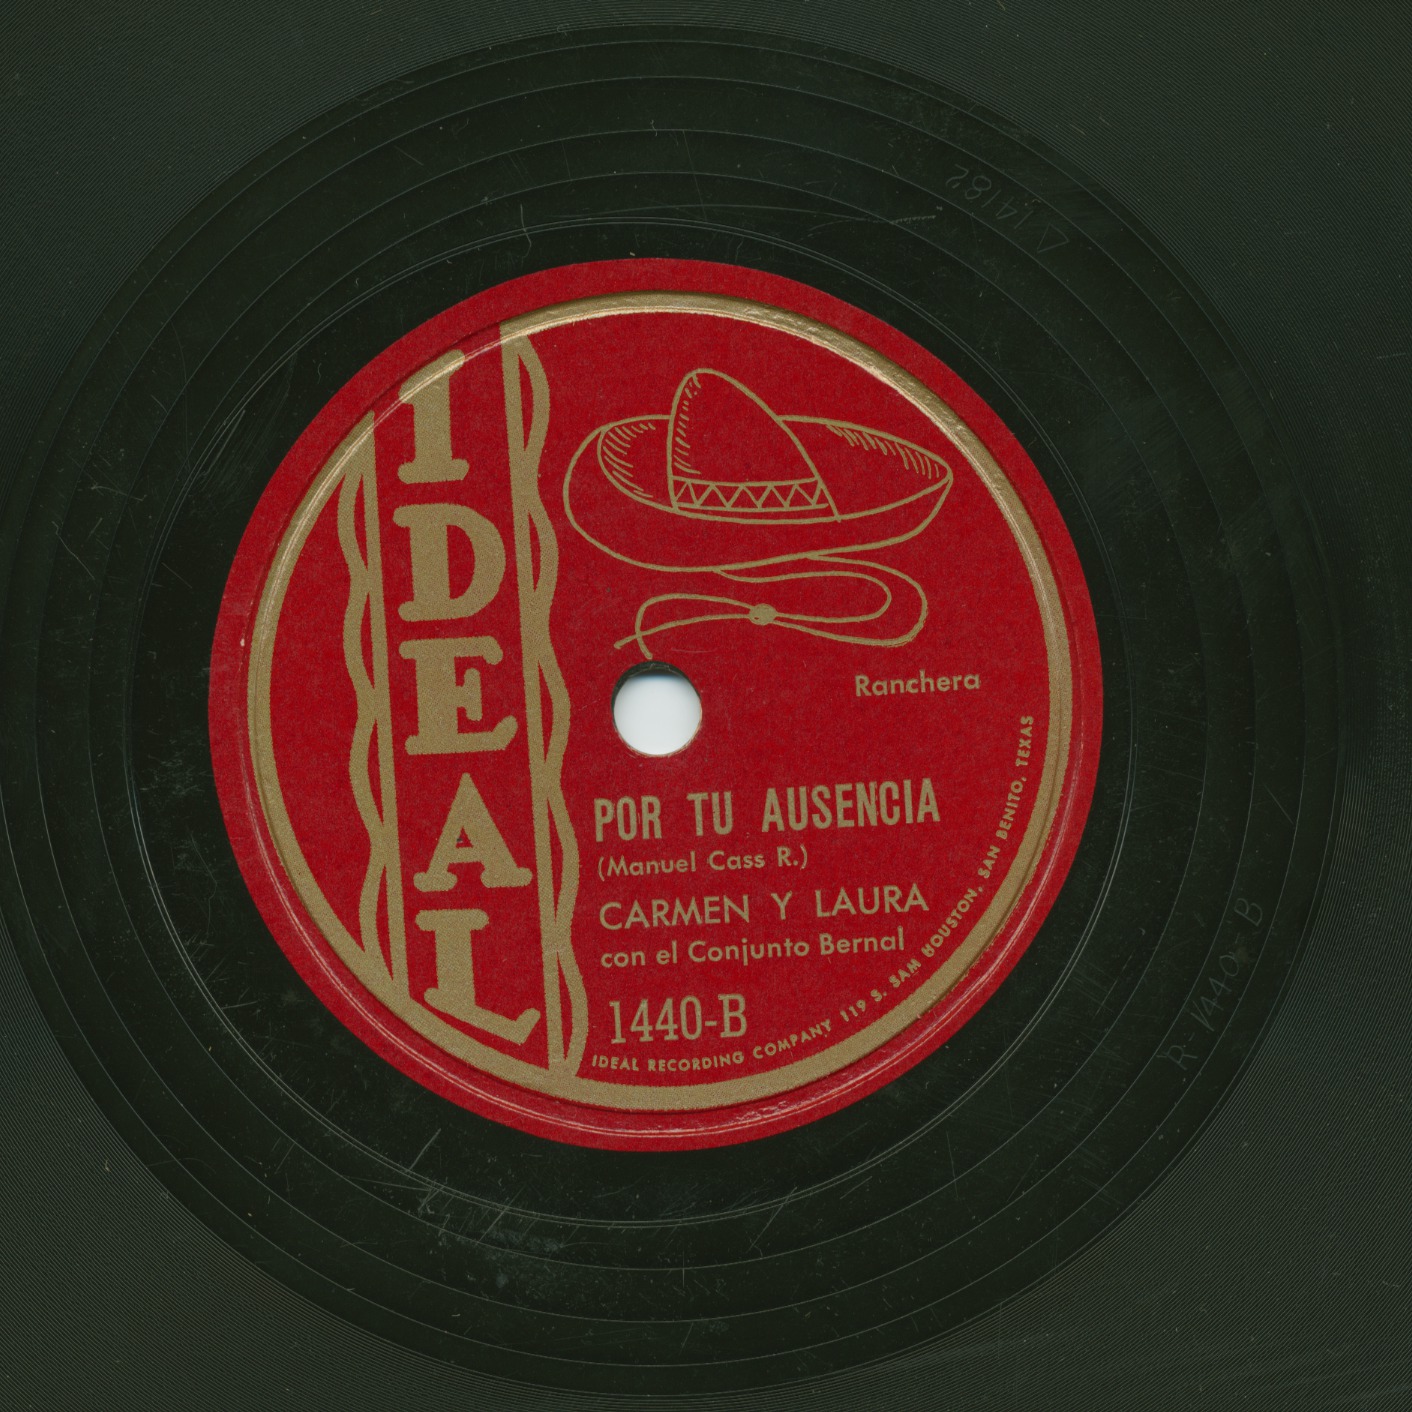 IDEAL
Ranchera
POR TU AUSENCIA
(Manuel Cass R.)
CARMEN Y LAURA
con el Conjunto Bernal
1440-B
IDEAL RECORDING COMPANY 119 S. SAM HOUSTON, SAN BENITO, TEXAS
R-1440 B